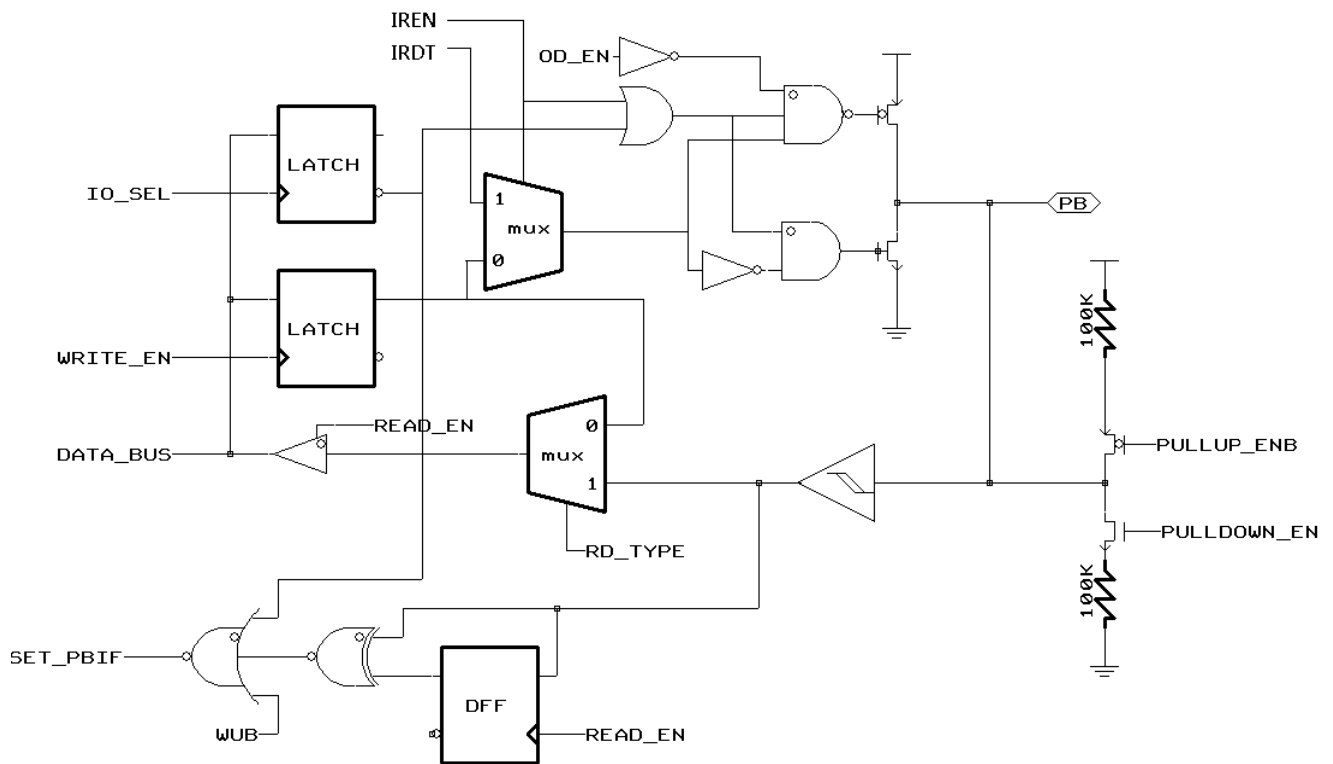 IREN
IRDT
OD_EN
LATCH
IO_SEL
1
mux
0
PB
LATCH
WRITE_EN
100K
READ_EN
0
DATA_BUS
mux
PULLUP_ENB
1
PULLDOWN_EN
RD_TYPE
100K
SET_PBIF
DFF
WUB
READ_EN